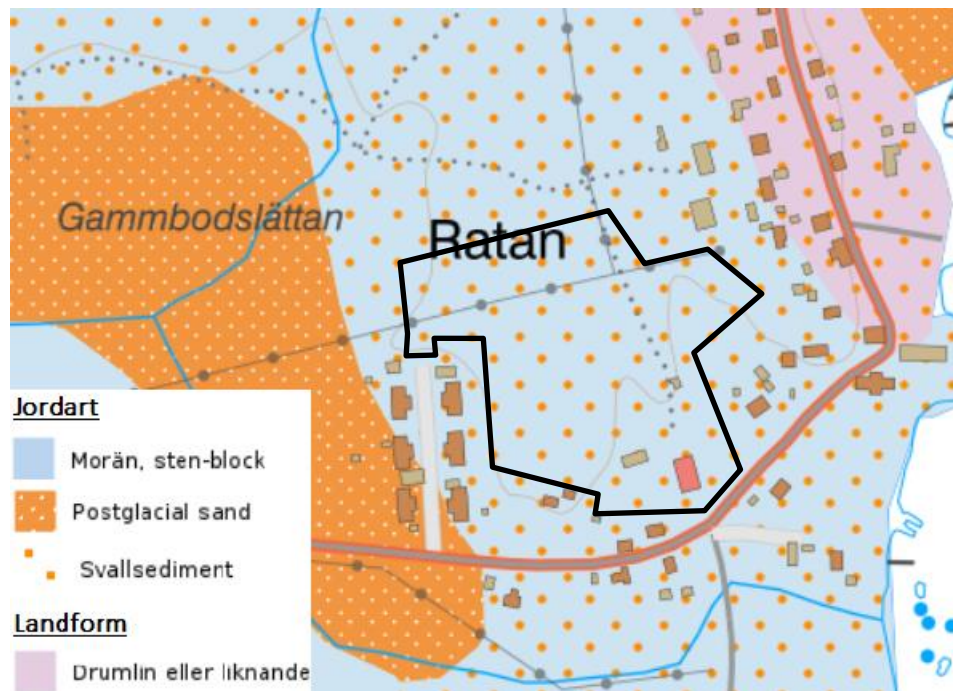 Gammbodslättan
Ratan
Jordart
Morän, sten-block
Postglacial sand
Svallsediment
Landform
Drumlin eller liknande